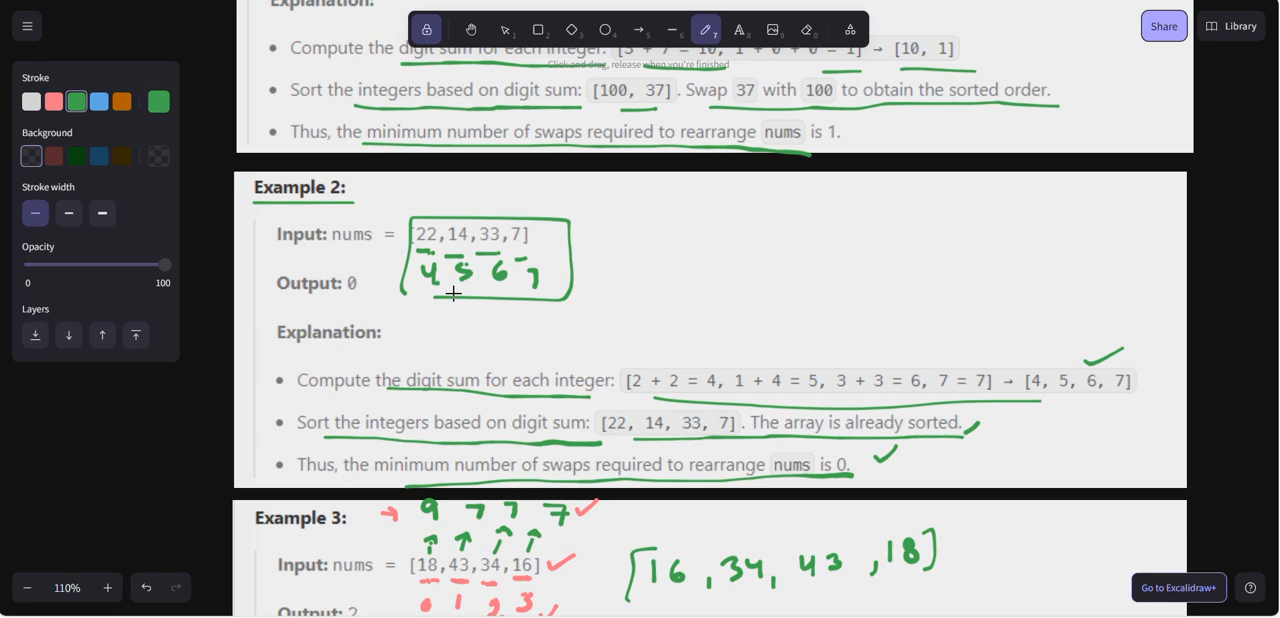 Explanation:
Share
Library
Compute the digit sum for each integer: [3 + 7 = 10, 1 + 0 + 0 = 1] → [10, 1]
Click and drag, release when you're finished
Sort the integers based on digit sum: [100, 37]. Swap 37 with 100 to obtain the sorted order.
Thus, the minimum number of swaps required to rearrange nums is 1.
Stroke
Background
Stroke width
Opacity
0 100
Layers
Example 2:
Input: nums = [22,14,33,7]
4 5 6 7
Output: 0
Explanation:
Compute the digit sum for each integer: [2 + 2 = 4, 1 + 4 = 5, 3 + 3 = 6, 7 = 7] → [4, 5, 6, 7]
Sort the integers based on digit sum: [22, 14, 33, 7]. The array is already sorted.
Thus, the minimum number of swaps required to rearrange nums is 0.
9 7 7 7
Example 3:
Input: nums = [18,43,34,16]
[16, 34, 43, 18]
0 1 2 3
Output: 2
110%
Go to Excalidraw+